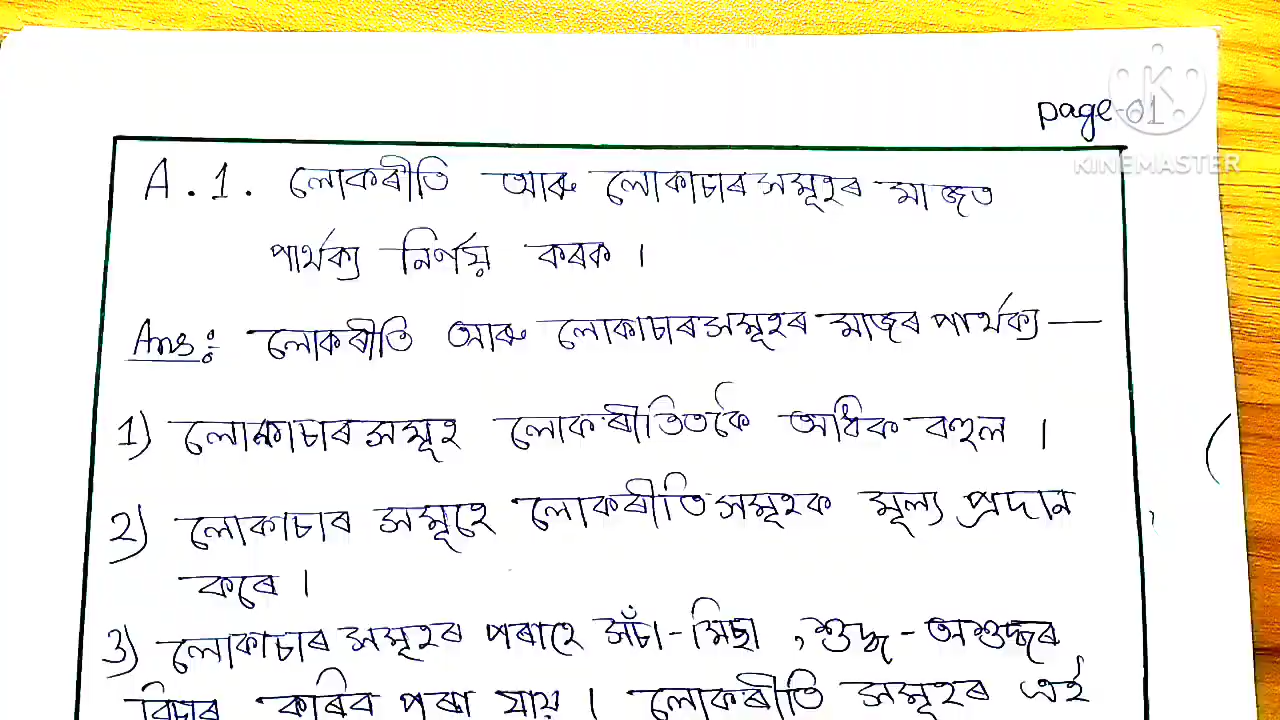 page-01
KINEMASTER
A.1. লোকৰীতি আৰু লোকাচাৰসমূহৰ মাজত
পাৰ্থক্য নিৰ্ণয় কৰক ।
Ans: লোকৰীতি আৰু লোকাচাৰসমূহৰ মাজৰ পাৰ্থক্য —
1) লোকাচাৰসমূহ লোকৰীতিতকৈ অধিক বহুল ।
2) লোকাচাৰ সমূহে লোকৰীতিসমূহক মূল্য প্ৰদান
কৰে ।
3) লোকাচাৰ সমূহৰ পৰাহে সঁচা-মিছা , শুদ্ধ-অশুদ্ধৰ
বিচাৰ কৰিব পৰা যায় । লোকৰীতি সমূহৰ এই